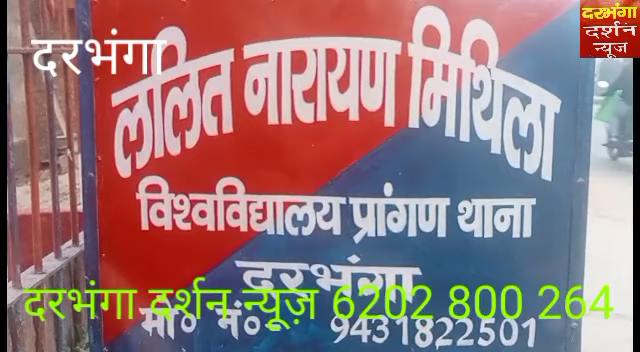 दरभंगा
दरभंगा
दर्शन
न्यूज
ललित नारायण मिथिला
विश्वविद्यालय प्रांगण थाना
दरभंगा
दरभंगा दर्शन न्यूज़ 6202 800 264
मो० नं० 9431822501